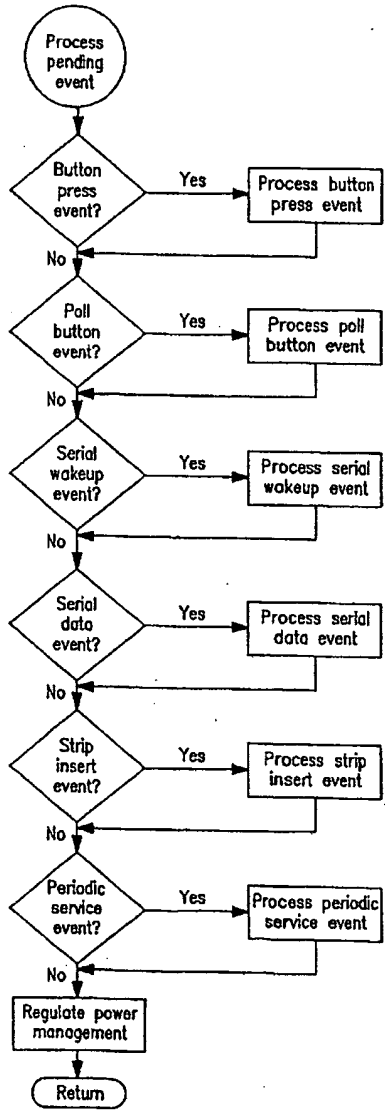 Process
pending
event
Button
press
event?
Yes
Process button
press event
No
Poll
button
event?
Yes
Process poll
button event
No
Serial
wakeup
event?
Yes
Process serial
wakeup event
No
Serial
data
event?
Yes
Process serial
data event
No
Strip
insert
event?
Yes
Process strip
insert event
No
Periodic
service
event?
Yes
Process periodic
service event
No
Regulate power
management
Return